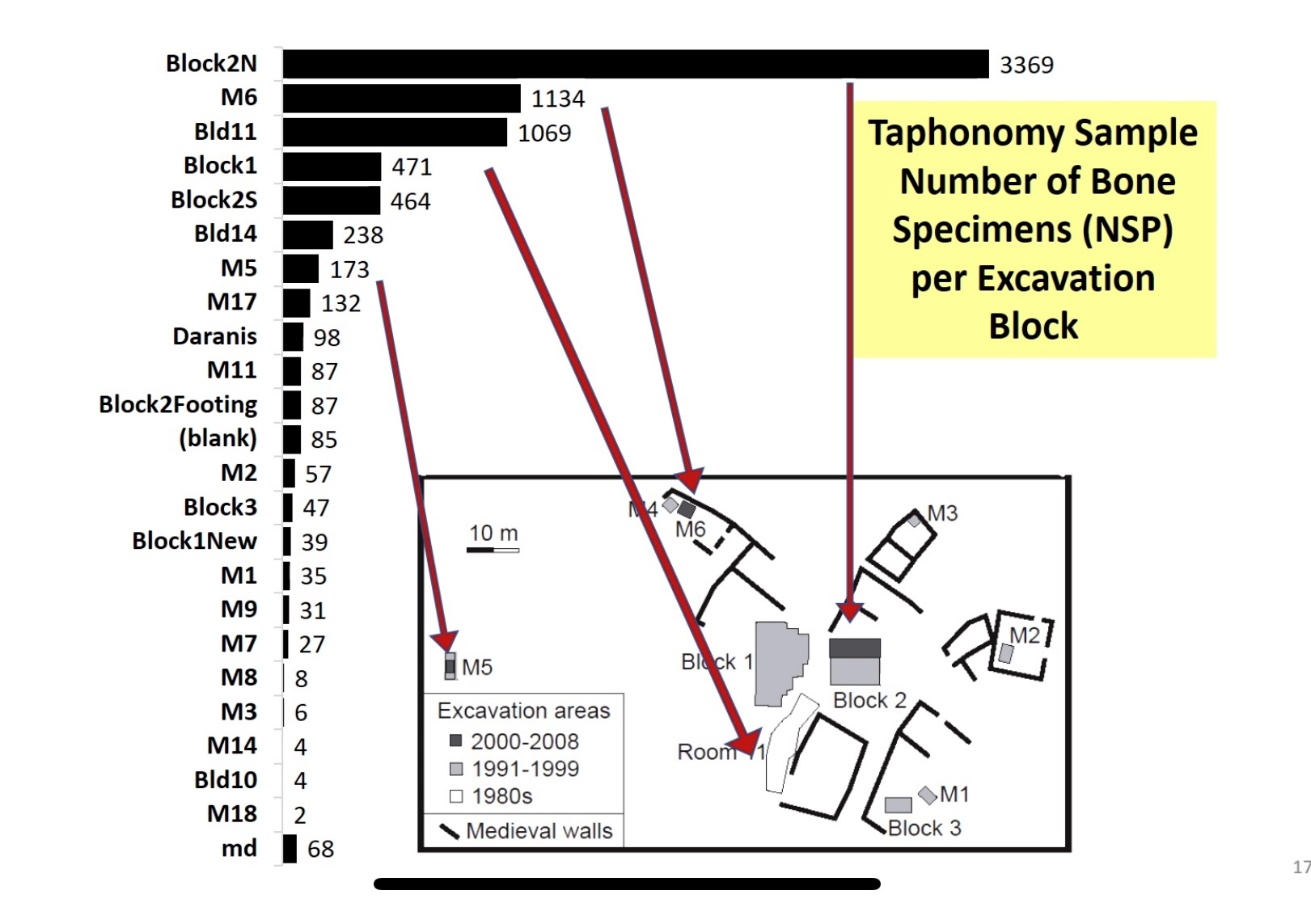 Block2N 3369
M6 1134
Bld11 1069
Block1 471
Block2S 464
Bld14 238
M5 173
M17 132
Daranis 98
M11 87
Block2Footing 87
(blank) 85
M2 57
Block3 47
Block1New 39
M1 35
M9 31
M7 27
M8 8
M3 6
M14 4
Bld10 4
M18 2
md 68
Taphonomy Sample
Number of Bone
Specimens (NSP)
per Excavation
Block
M4
M6
M3
10 m
M2
M5
Block 1
Block 2
Room 11
M1
Block 3
Excavation areas
2000-2008
1991-1999
1980s
Medieval walls
17